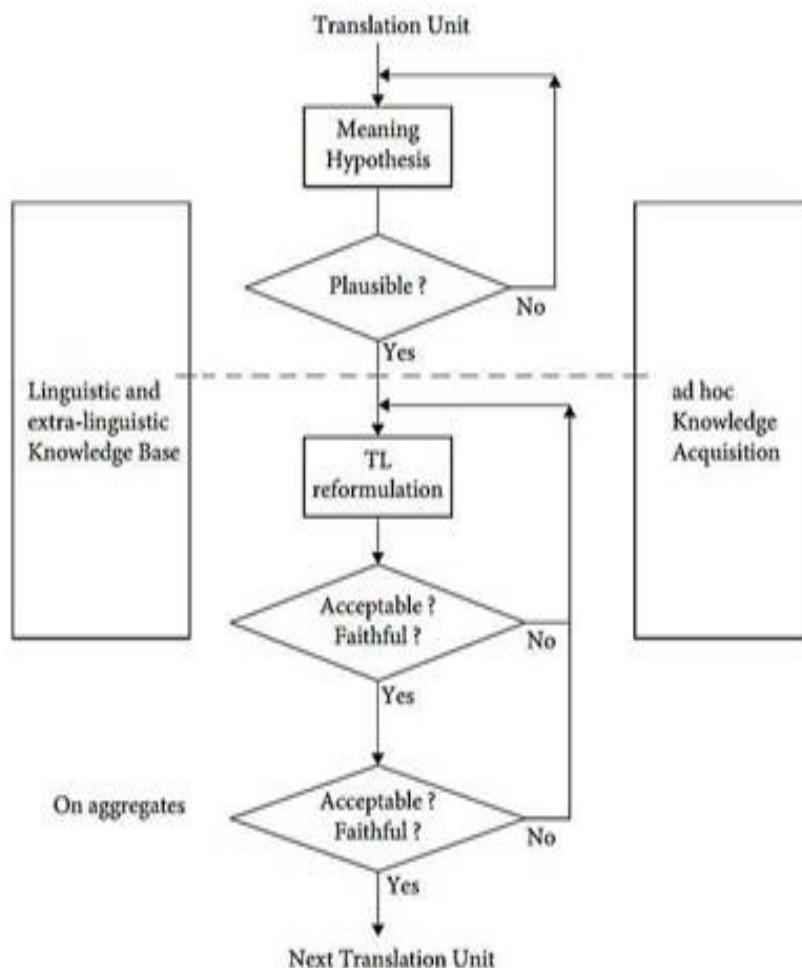 Translation Unit
Meaning
Hypothesis
Plausible ?
No
Yes
Linguistic and
extra-linguistic
Knowledge Base
ad hoc
Knowledge
Acquisition
TL
reformulation
Acceptable ?
Faithful ?
No
Yes
On aggregates
Acceptable ?
Faithful ?
No
Yes
Next Translation Unit